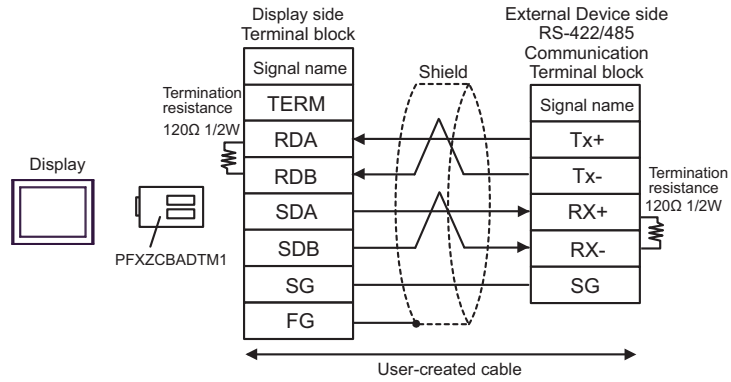 Display side
Terminal block
Signal name
TERM
RDA
RDB
SDA
SDB
SG
FG
Termination
resistance
120Ω 1/2W
Display
PFXZCBADTM1
Shield
External Device side
RS-422/485
Communication
Terminal block
Signal name
Tx+
Tx-
RX+
RX-
SG
Termination
resistance
120Ω 1/2W
User-created cable